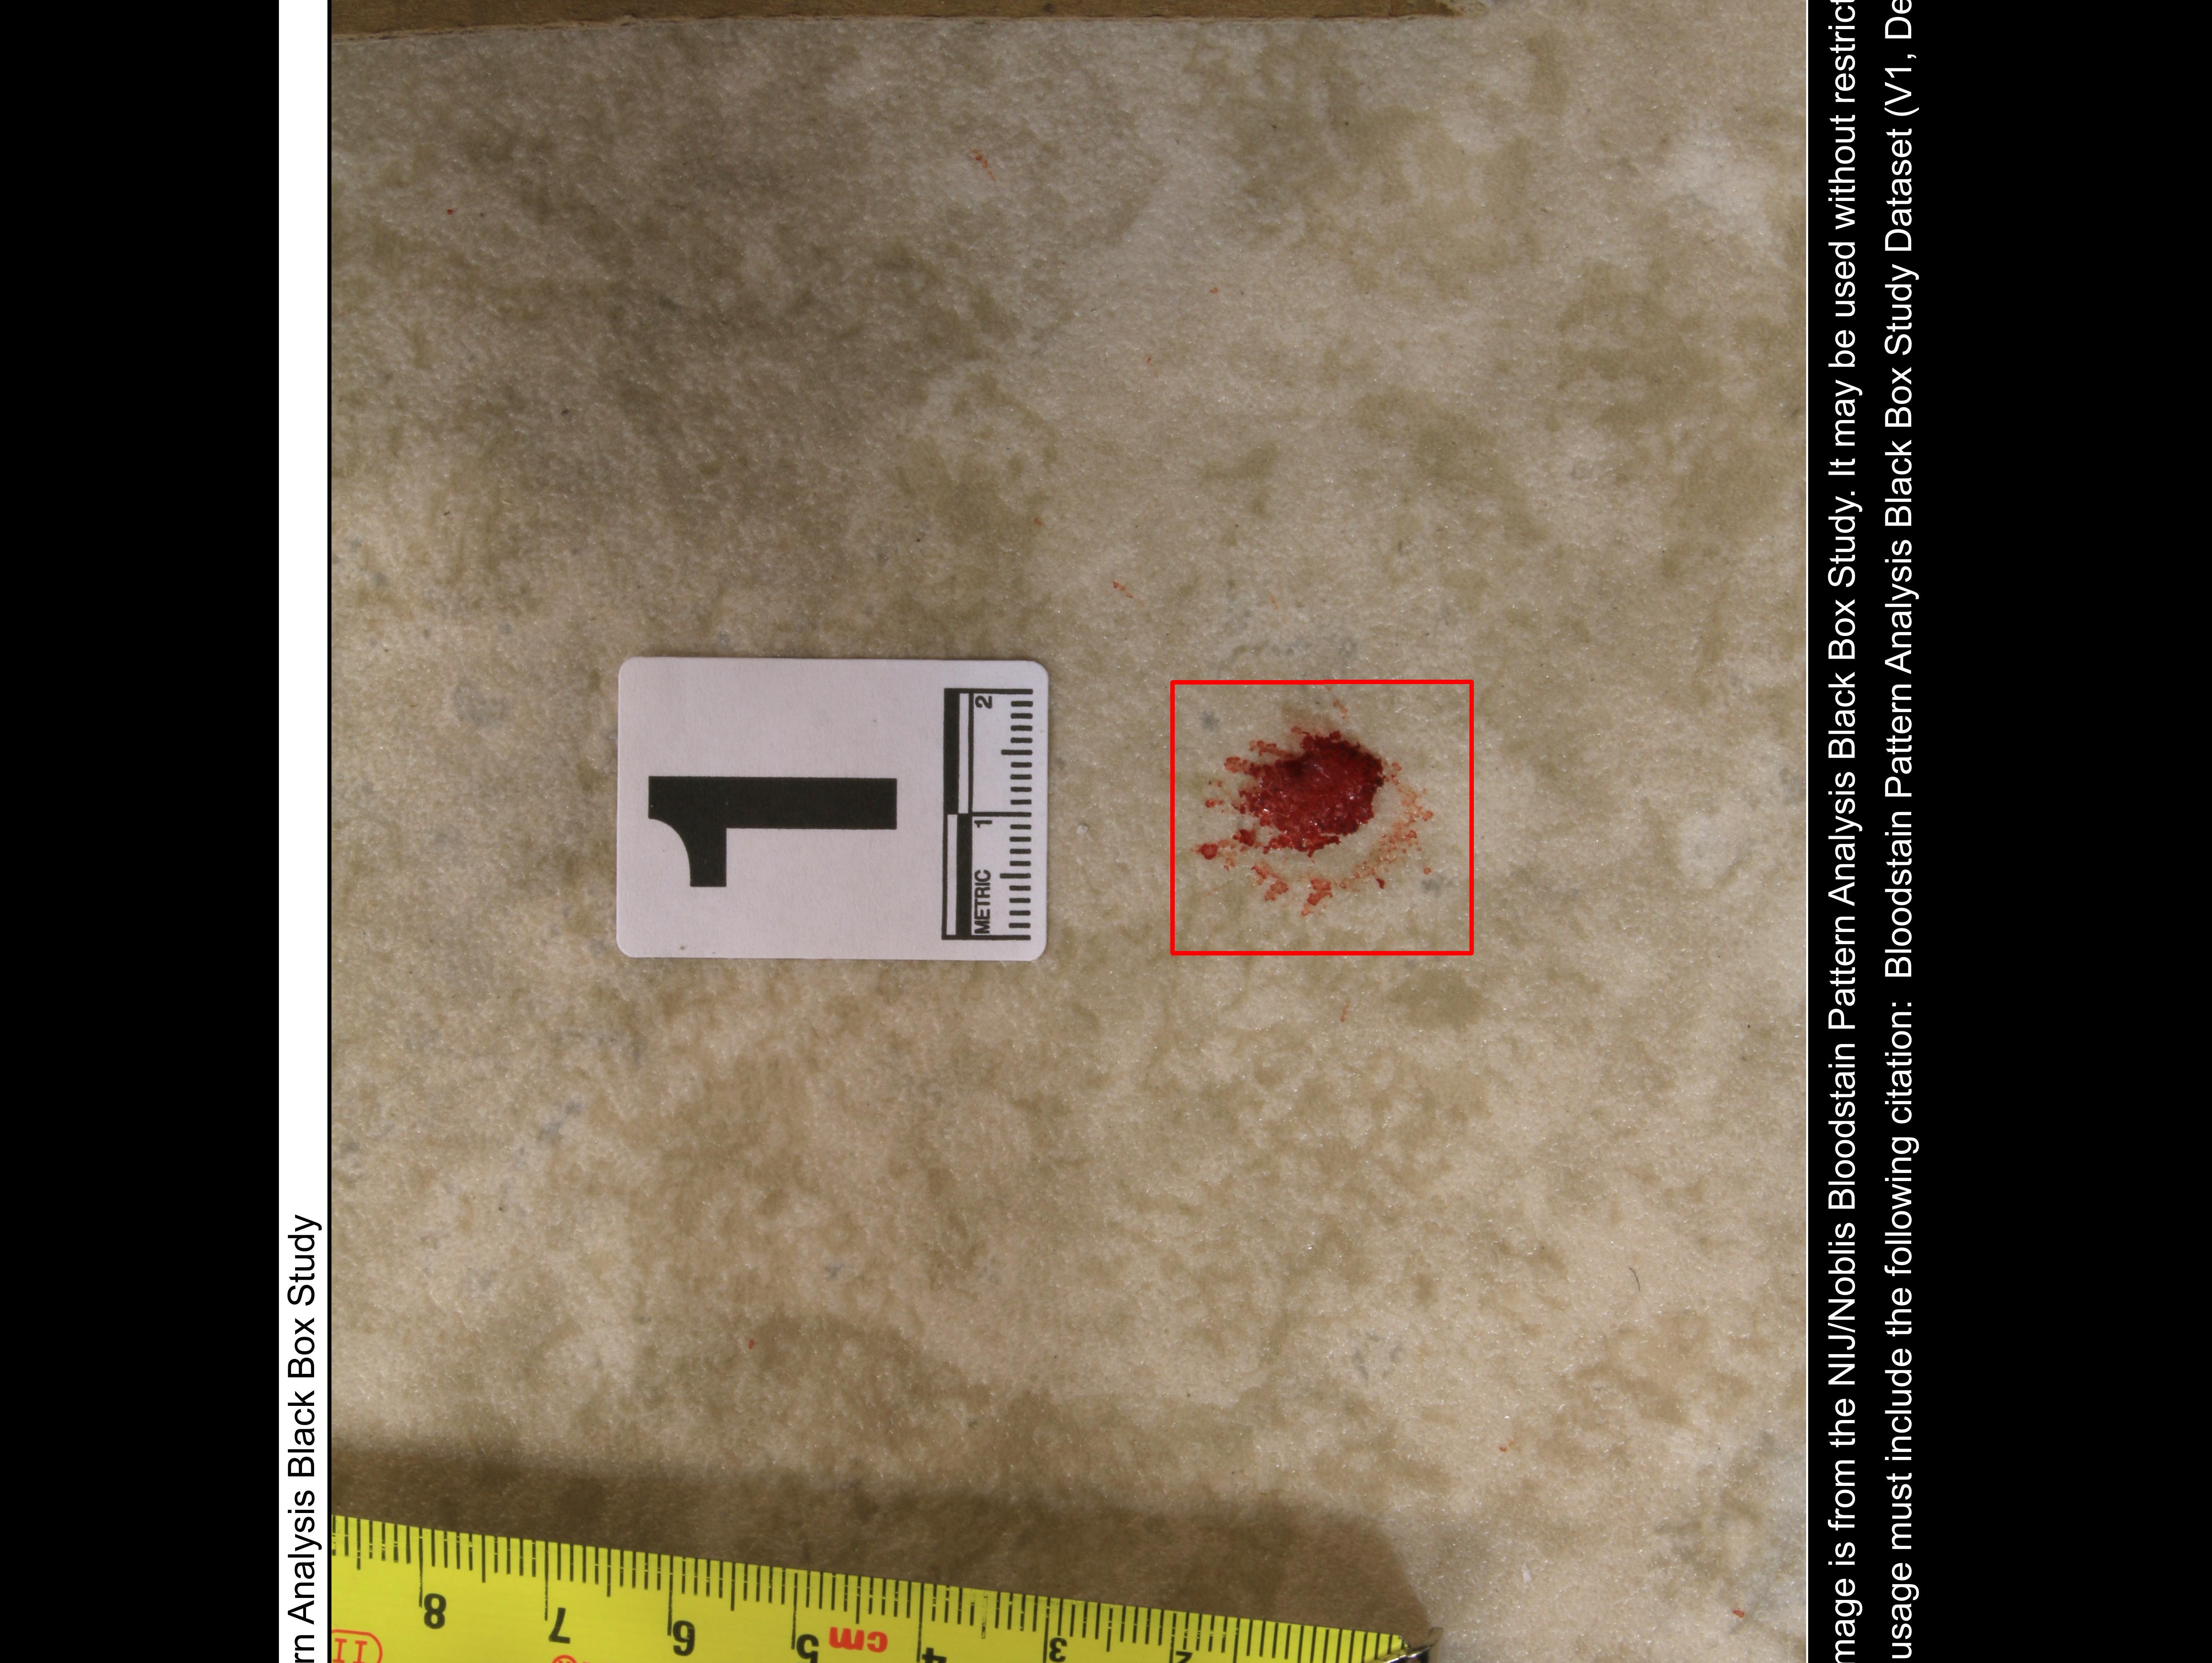 rn Analysis Black Box Study
1
METRIC 1 2
8 7 6 5 cm 4 3 2
II
mage is from the NIJ/Noblis Bloodstain Pattern Analysis Black Box Study. It may be used without restrict
usage must include the following citation: Bloodstain Pattern Analysis Black Box Study Dataset (V1, De